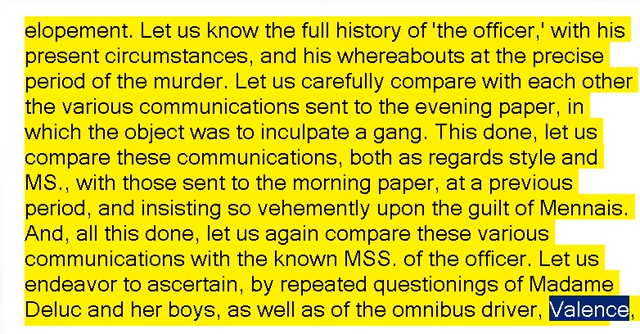 elopement. Let us know the full history of 'the officer,' with his
present circumstances, and his whereabouts at the precise
period of the murder. Let us carefully compare with each other
the various communications sent to the evening paper, in
which the object was to inculpate a gang. This done, let us
compare these communications, both as regards style and
MS., with those sent to the morning paper, at a previous
period, and insisting so vehemently upon the guilt of Mennais.
And, all this done, let us again compare these various
communications with the known MSS. of the officer. Let us
endeavor to ascertain, by repeated questionings of Madame
Deluc and her boys, as well as of the omnibus driver, Valence,